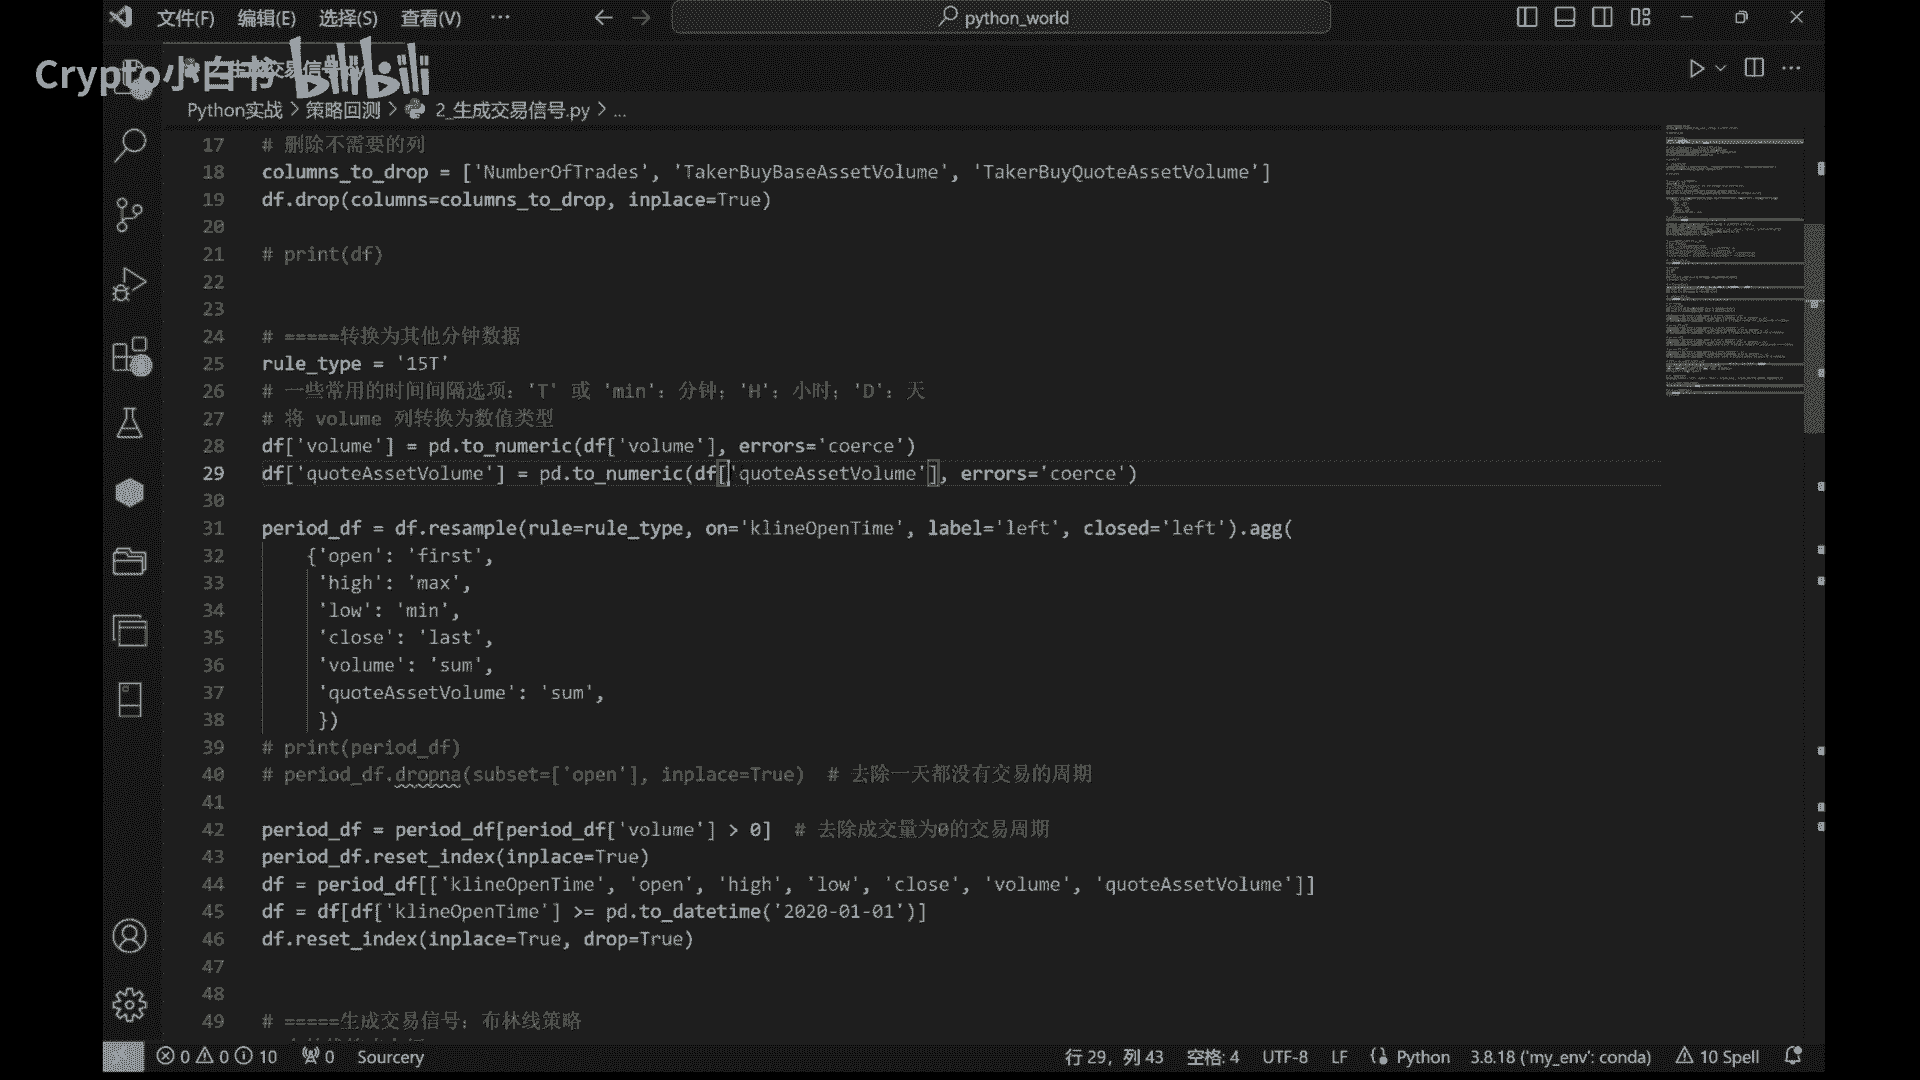 文件(F) 编辑(E) 选择(S) 查看(V) ··· python_world
Crypto小白书 bilibili
Python实战 > 策略回测 > 2_生成交易信号.py > ...
17 # 删除不需要的列
18 columns_to_drop = ['NumberOfTrades', 'TakerBuyBaseAssetVolume', 'TakerBuyQuoteAssetVolume']
19 df.drop(columns=columns_to_drop, inplace=True)
20
21 # print(df)
22
23
24 # =====转换为其他分钟数据
25 rule_type = '15T'
26 # 一些常用的时间间隔选项：'T' 或 'min'：分钟；'H'：小时；'D'：天
27 # 将 volume 列转换为数值类型
28 df['volume'] = pd.to_numeric(df['volume'], errors='coerce')
29 df['quoteAssetVolume'] = pd.to_numeric(df['quoteAssetVolume'], errors='coerce')
30
31 period_df = df.resample(rule=rule_type, on='klineOpenTime', label='left', closed='left').agg(
32 {'open': 'first',
33 'high': 'max',
34 'low': 'min',
35 'close': 'last',
36 'volume': 'sum',
37 'quoteAssetVolume': 'sum',
38 })
39 # print(period_df)
40 # period_df.dropna(subset=['open'], inplace=True)  # 去除一天都没有交易的周期
41
42 period_df = period_df[period_df['volume'] > 0]  # 去除成交量为0的交易周期
43 period_df.reset_index(inplace=True)
44 df = period_df[['klineOpenTime', 'open', 'high', 'low', 'close', 'volume', 'quoteAssetVolume']]
45 df = df[df['klineOpenTime'] >= pd.to_datetime('2020-01-01')]
46 df.reset_index(inplace=True, drop=True)
47
48
49 # =====生成交易信号：布林线策略
0 0 10 0 Sourcery 行 29，列 43 空格: 4 UTF-8 LF Python 3.8.18 ('my_env': conda) 10 Spell